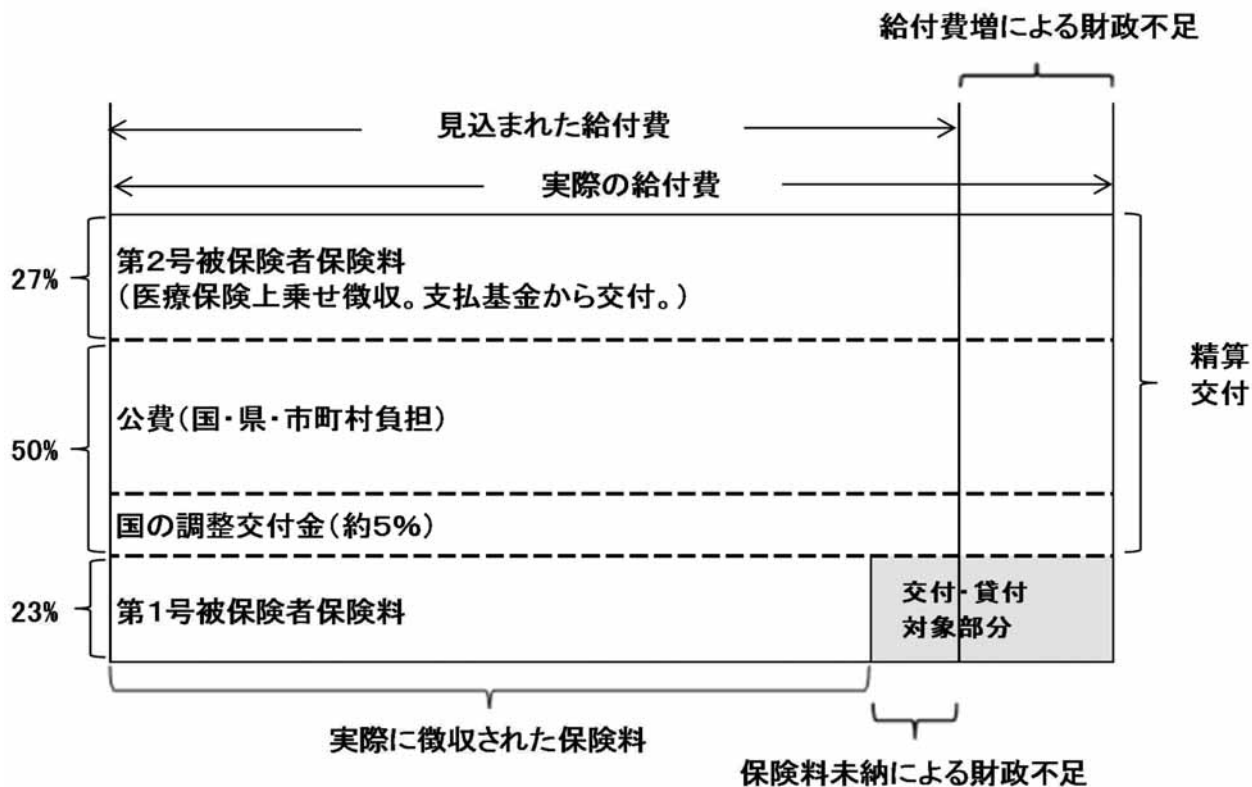 給付費増による財政不足
見込まれた給付費
実際の給付費
27%
第2号被保険者保険料
(医療保険上乗せ徴収。支払基金から交付。)
50%
公費(国・県・市町村負担)
国の調整交付金(約5%)
精算
交付
23%
第1号被保険者保険料
交付・貸付
対象部分
実際に徴収された保険料
保険料未納による財政不足